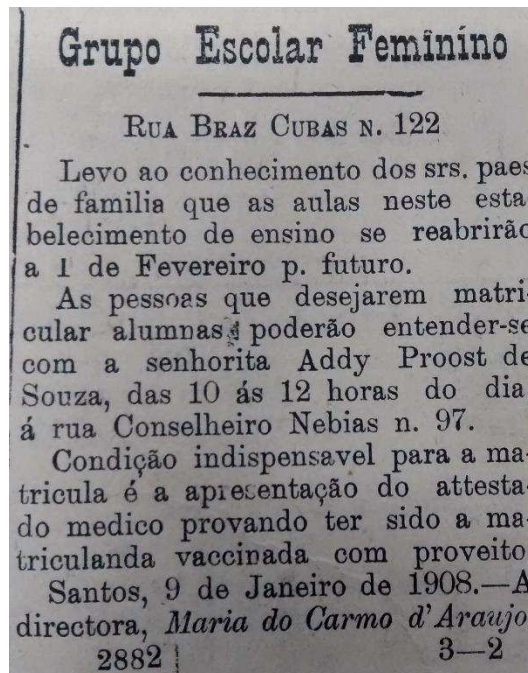 Grupo Escolar Feminino
RUA BRAZ CUBAS N. 122
Levo ao conhecimento dos srs. paes
de familia que as aulas neste esta-
belecimento de ensino se reabrirão
a 1 de Fevereiro p. futuro.
As pessoas que desejarem matri-
cular alumnas poderão entender-se
com a senhorita Addy Proost de
Souza, das 10 ás 12 horas do dia
á rua Conselheiro Nebias n. 97.
Condição indispensavel para a ma-
tricula é a apresentação do attesta-
do medico provando ter sido a ma-
triculanda vaccinada com proveito.
Santos, 9 de Janeiro de 1908.—A
directora, Maria do Carmo d'Araujo.
2882 3—2